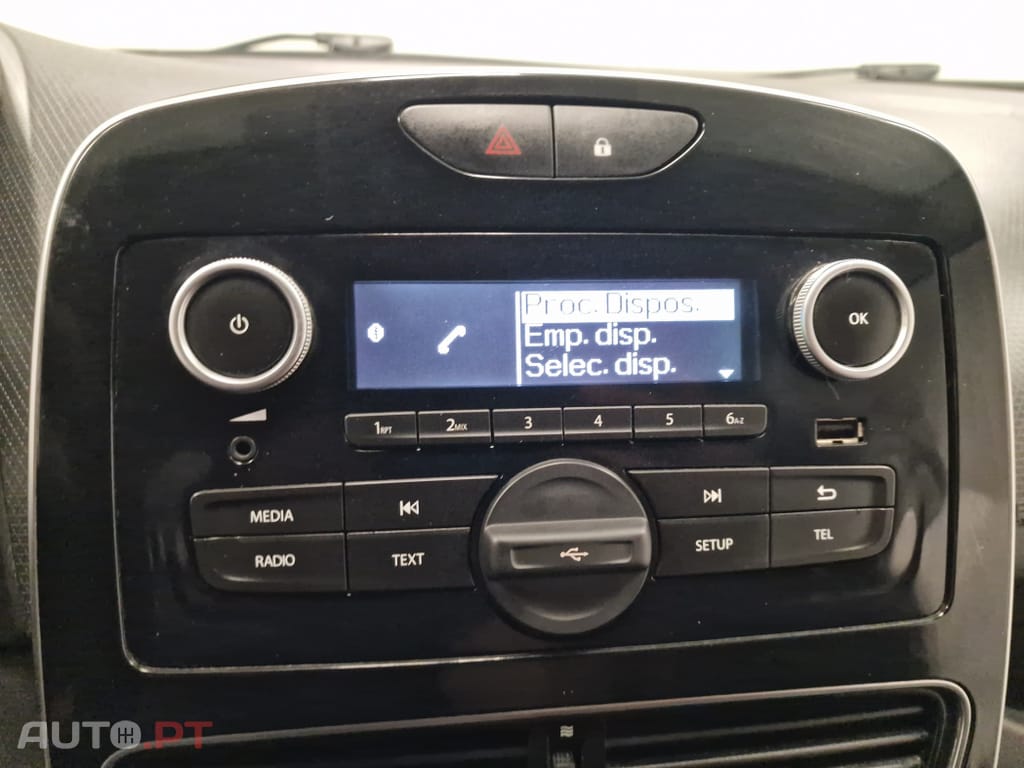 Proc. Dispos.
Emp. disp.
Selec. disp.
OK
1RPT 2MIX 3 4 5 6A-Z
MEDIA
RADIO TEXT SETUP TEL
AUTO.PT